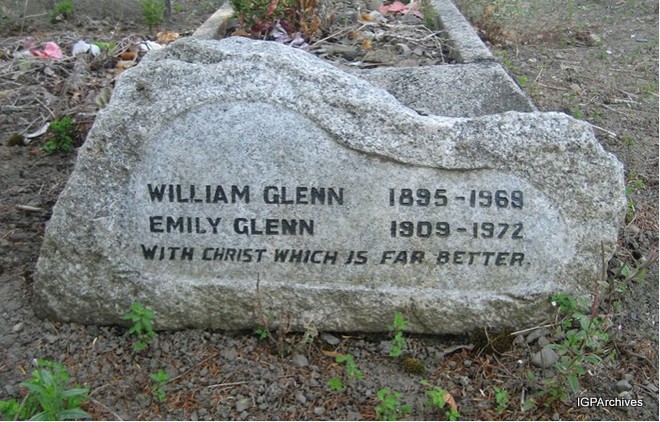 WILLIAM GLENN 1895-1969
EMILY GLENN 1909-1972
WITH CHRIST WHICH IS FAR BETTER.
IGPArchives